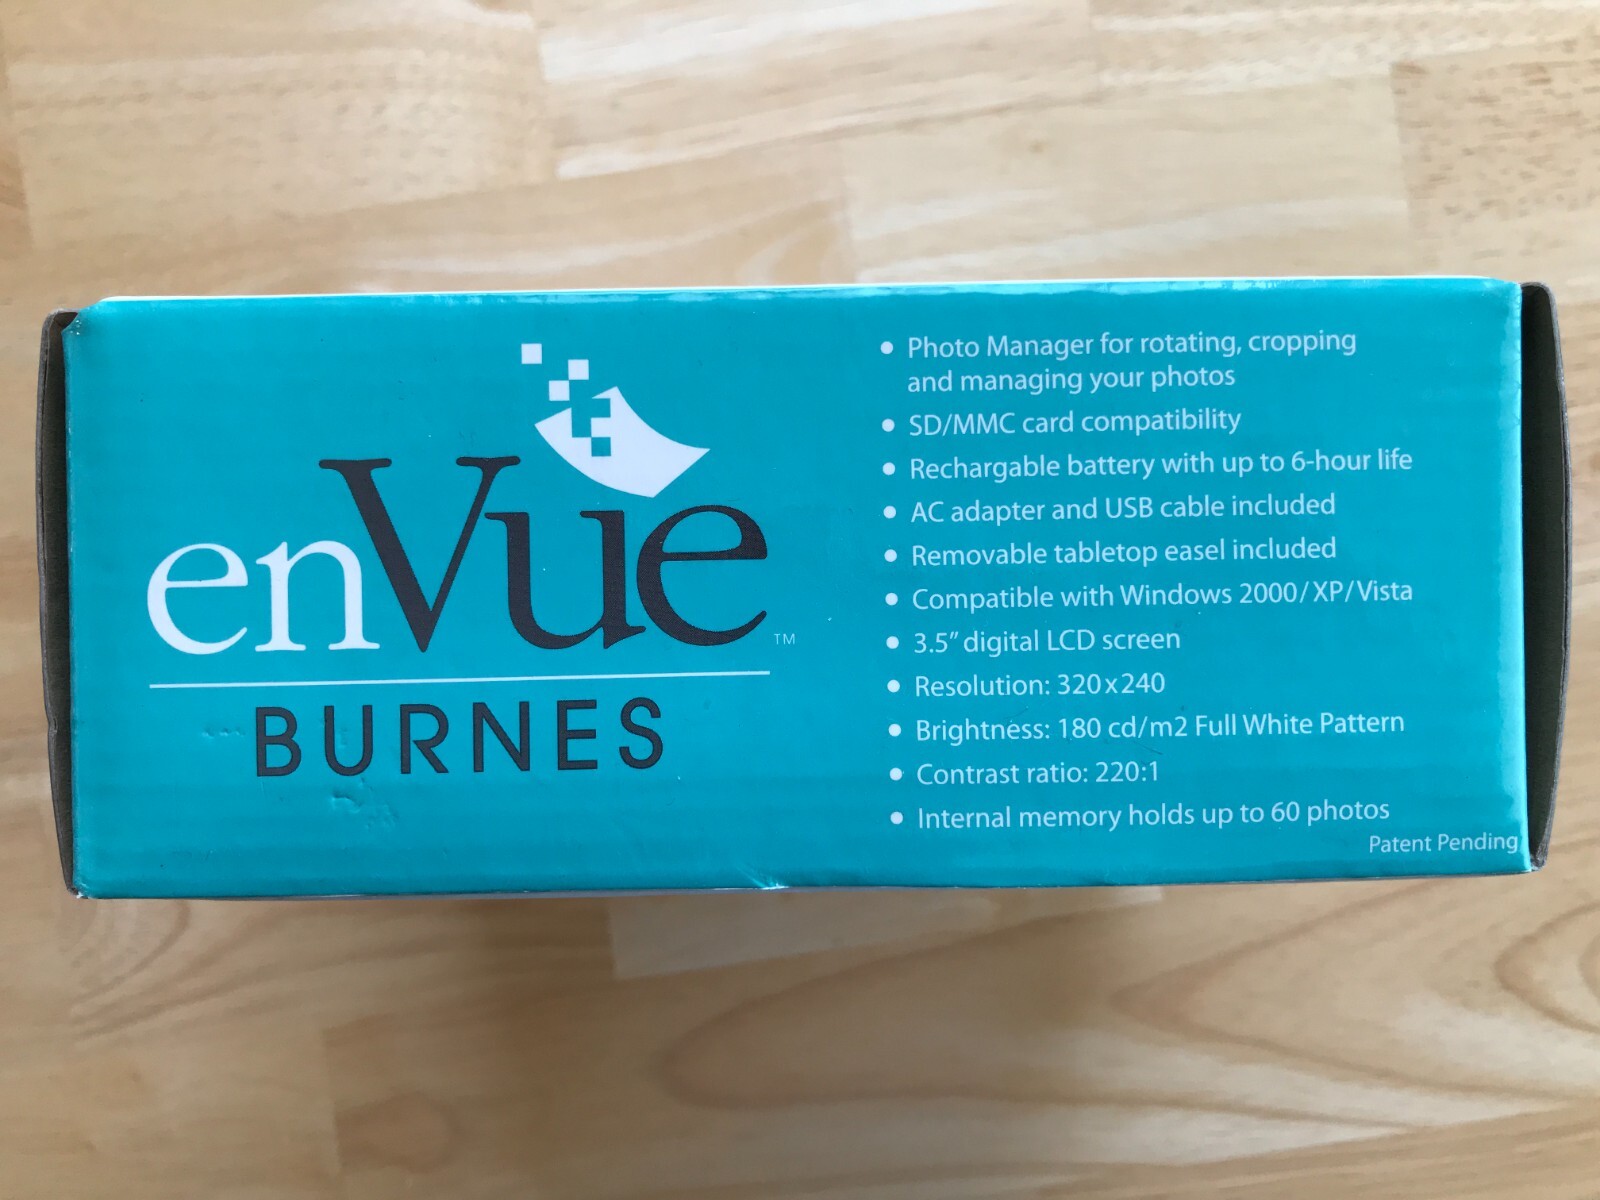 enVue™
BURNES
• Photo Manager for rotating, cropping
and managing your photos
• SD/MMC card compatibility
• Rechargable battery with up to 6-hour life
• AC adapter and USB cable included
• Removable tabletop easel included
• Compatible with Windows 2000/XP/Vista
• 3.5" digital LCD screen
• Resolution: 320x240
• Brightness: 180 cd/m2 Full White Pattern
• Contrast ratio: 220:1
• Internal memory holds up to 60 photos
Patent Pending